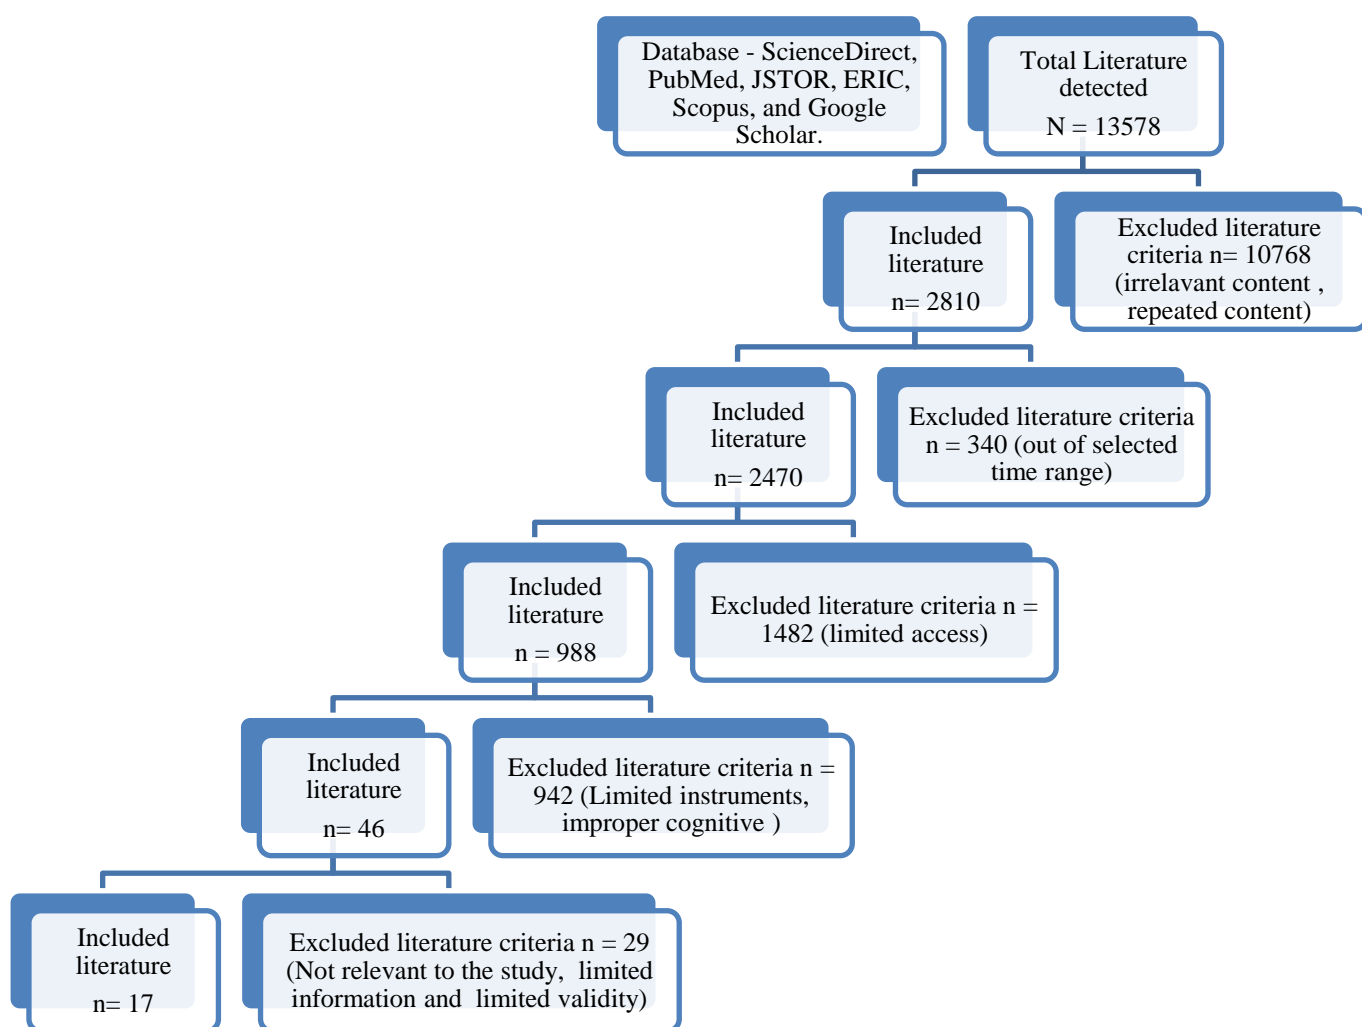 Database - ScienceDirect,
PubMed, JSTOR, ERIC,
Scopus, and Google
Scholar.
Total Literature
detected
N = 13578
Included
literature
n= 2810
Excluded literature
criteria n= 10768
(irrelavant content ,
repeated content)
Included
literature
n= 2470
Excluded literature criteria
n = 340 (out of selected
time range)
Included
literature
n = 988
Excluded literature criteria n =
1482 (limited access)
Included
literature
n= 46
Excluded literature criteria n =
942 (Limited instruments,
improper cognitive )
Included
literature
n= 17
Excluded literature criteria n = 29
(Not relevant to the study,  limited
information and  limited validity)